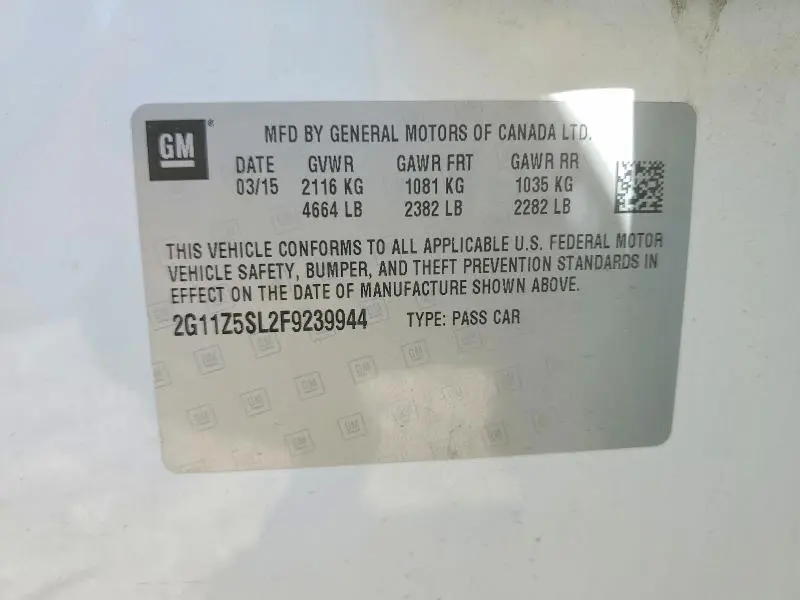 GM® MFD BY GENERAL MOTORS OF CANADA LTD.
DATE GVWR GAWR FRT GAWR RR
03/15 2116 KG 1081 KG 1035 KG
4664 LB 2382 LB 2282 LB
THIS VEHICLE CONFORMS TO ALL APPLICABLE U.S. FEDERAL MOTOR
VEHICLE SAFETY, BUMPER, AND THEFT PREVENTION STANDARDS IN
EFFECT ON THE DATE OF MANUFACTURE SHOWN ABOVE.
2G11Z5SL2F9239944 TYPE: PASS CAR